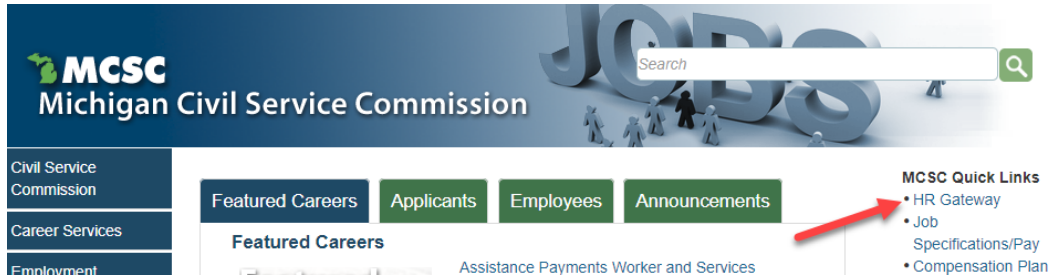 JOBS
MCSC
Michigan Civil Service Commission
Search
Civil Service
Commission
Career Services
Employment
Featured Careers
Applicants
Employees
Announcements
Featured Careers
Assistance Payments Worker and Services
MCSC Quick Links
• HR Gateway
• Job
Specifications/Pay
• Compensation Plan